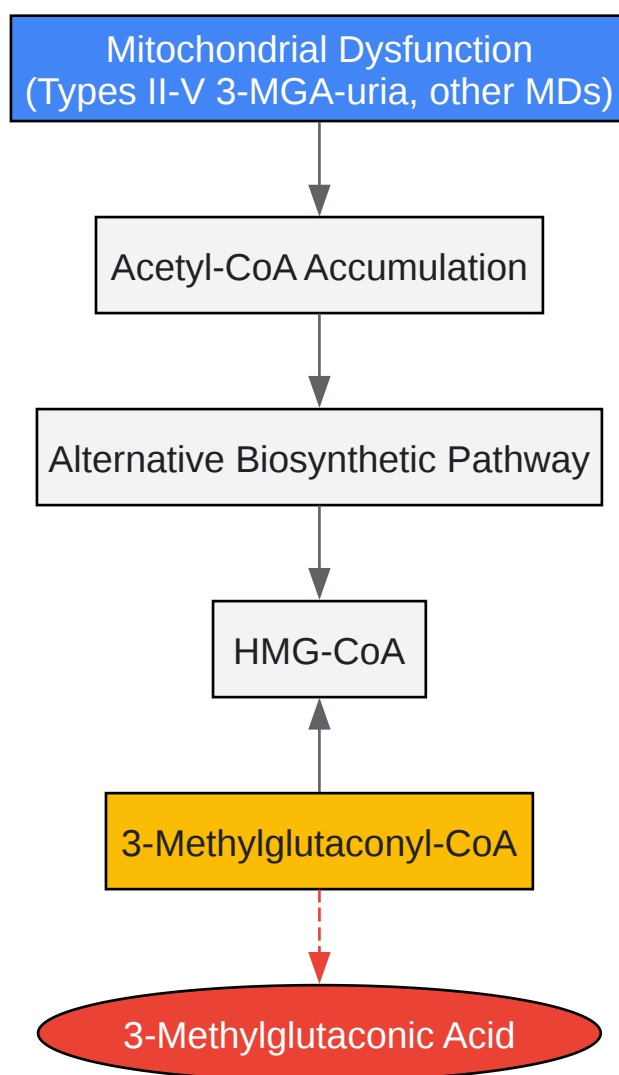 Mitochondrial Dysfunction
(Types II-V 3-MGA-uria, other MDs)
Acetyl-CoA Accumulation
Alternative Biosynthetic Pathway
HMG-CoA
3-Methylglutaconyl-CoA
3-Methylglutaconic Acid